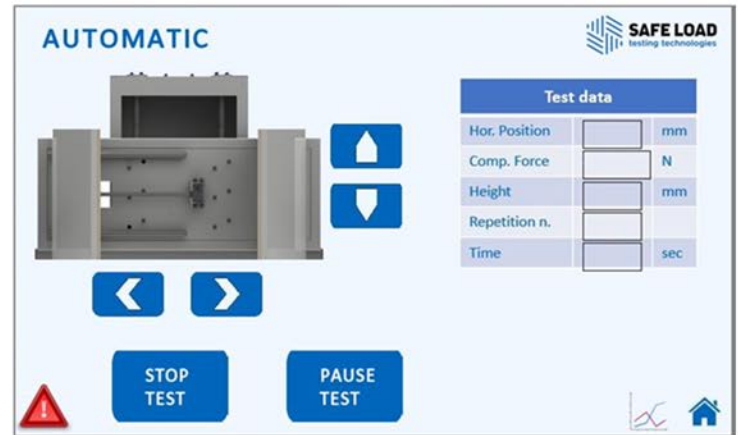 AUTOMATIC
SAFE LOAD
testing technologies
Test data
Hor. Position mm
Comp. Force N
Height mm
Repetition n.
Time sec
STOP
TEST
PAUSE
TEST